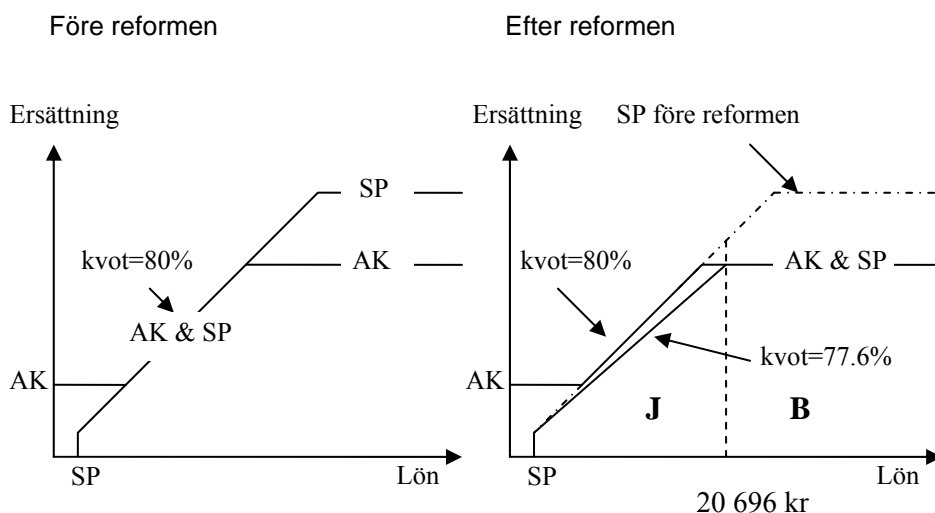 Före reformen
Ersättning
SP
AK
kvot=80%
AK & SP
AK
SP
Lön
Efter reformen
Ersättning
SP före reformen
kvot=80%
AK & SP
kvot=77.6%
AK
J
B
SP
Lön
20 696 kr